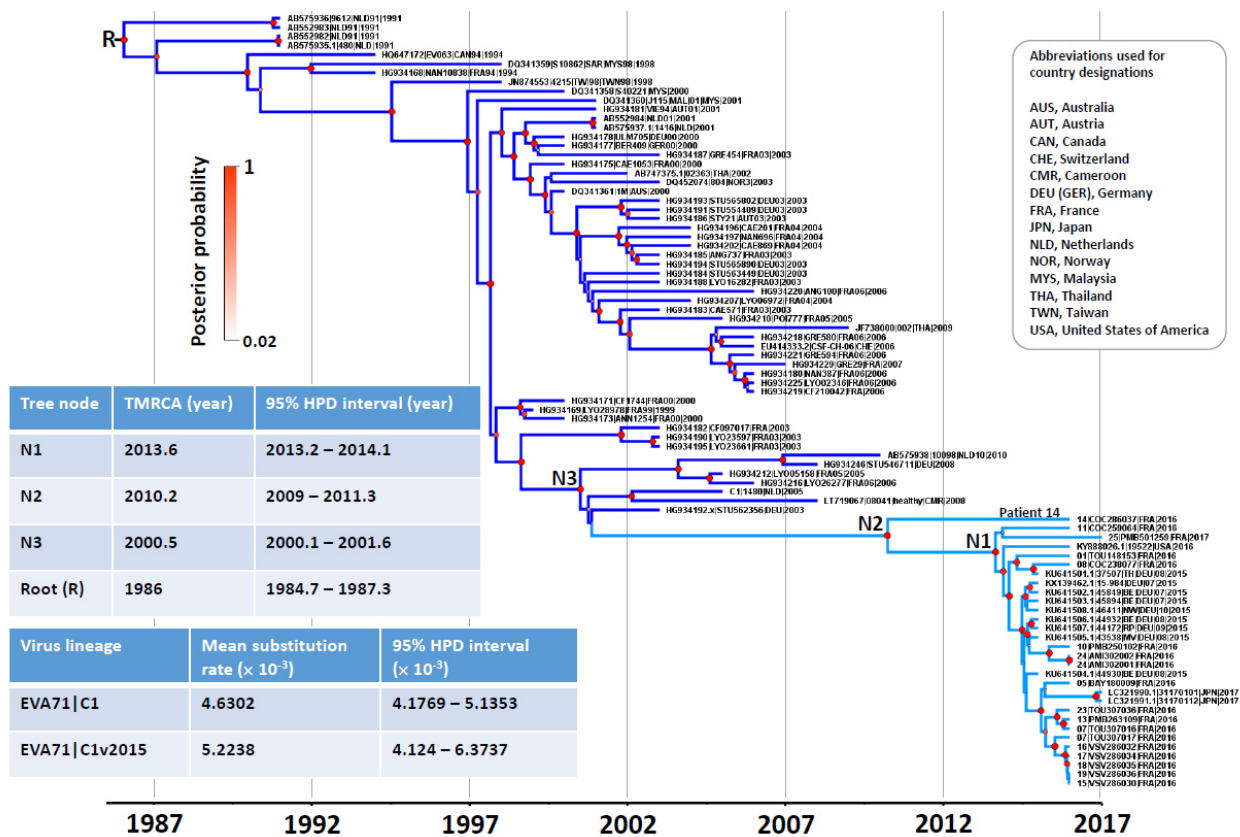 R
AB575936|9612|NLD91|1991
AB552983|NLD91|1991
AB552982|NLD91|1991
AB575935.1|480|NLD|1991
HQ647172|EV063|CAN94|1994
DQ341359|S10862|SAR|MYS98|1998
HG934168|NAN10838|FRA94|1994
JN874553|4215|TW|98|TWN98|1998
DQ341358|S40221|MYS|2000
DQ341360|J115|MAL|01|MYS|2001
HG934181|VIE94|AUT01|2001
AB552984|NLD01|2001
AB575937.1|1416|NLD|2001
HG934178|ULM705|DEU00|2000
HG934177|BER409|GER00|2000
HG934187|GRE454|FRA03|2003
HG934175|CAE1053|FRA00|2000
AB747375.1|02363|THA|2002
DQ452074|804|NOR3|2003
DQ341361|1M|AUS|2000
HG934193|STU565802|DEU03|2003
HG934191|STU554409|DEU03|2003
HG934186|STY21|AUT03|2003
HG934196|CAE201|FRA04|2004
HG934197|NAN696|FRA04|2004
HG934202|CAE869|FRA04|2004
HG934185|ANG737|FRA03|2003
HG934194|STU565890|DEU03|2003
HG934184|STU563449|DEU03|2003
HG934188|LYO16282|FRA03|2003
HG934220|ANG100|FRA06|2006
HG934207|LYO06972|FRA04|2004
HG934183|CAE571|FRA03|2003
HG934210|POI777|FRA05|2005
JF738000|002|THA|2009
HG934218|GRE580|FRA06|2006
EU414333.2|CSF-CH-06|CHE|2006
HG934221|GRE594|FRA06|2006
HG934229|GRE29|FRA|2007
HG934180|NAN387|FRA06|2006
HG934225|LYO02346|FRA06|2006
HG934219|CF210042|FRA|2006
HG934171|CF1744|FRA00|2000
HG934169|LYO28978|FRA99|1999
HG934173|ANN1254|FRA00|2000
HG934182|CF097017|FRA|2003
HG934190|LYO23597|FRA03|2003
HG934195|LYO23661|FRA03|2003
N3
AB575938|10098|NLD10|2010
HG934246|STU546711|DEU|2008
HG934212|LYO05158|FRA05|2005
HG934216|LYO26277|FRA06|2006
C1|1480|NLD|2005
LT719067|08041|healthy|CMR|2008
HG934192.x|STU562356|DEU|2003
N2
N1
Patient 14
14|COC286037|FRA|2016
11|COC259064|FRA|2016
25|PMB501259|FRA|2017
KY888026.1|19522|USA|2016
01|TOU148153|FRA|2016
08|COC238077|FRA|2016
KU641501.1|37507|TH|DEU|08|2015
KX139462.1|15-984|DEU|07|2015
KU641502.1|45849|BE|DEU|07|2015
KU641503.1|45894|BE|DEU|07|2015
KU641508.1|46411|NW|DEU|10|2015
KU641506.1|44932|BE|DEU|08|2015
KU641507.1|44172|RP|DEU|09|2015
KU641505.1|43538|MV|DEU|08|2015
10|PMB250102|FRA|2016
24|AMI302002|FRA|2016
24|AMI302001|FRA|2016
KU641504.1|44930|BE|DEU|08|2015
05|BAY180009|FRA|2016
LC321990.1|31170101|JPN|2017
LC321991.1|31170112|JPN|2017
23|TOU307036|FRA|2016
13|PMB263109|FRA|2016
07|TOU307016|FRA|2016
07|TOU307017|FRA|2016
16|VSV286032|FRA|2016
17|VSV286034|FRA|2016
18|VSV286035|FRA|2016
19|VSV286036|FRA|2016
15|VSV286030|FRA|2016
Posterior probability
1
0.02
Abbreviations used for
country designations
AUS, Australia
AUT, Austria
CAN, Canada
CHE, Switzerland
CMR, Cameroon
DEU (GER), Germany
FRA, France
JPN, Japan
NLD, Netherlands
NOR, Norway
MYS, Malaysia
THA, Thailand
TWN, Taiwan
USA, United States of America
Tree node TMRCA (year) 95% HPD interval (year)
N1 2013.6 2013.2 – 2014.1
N2 2010.2 2009 – 2011.3
N3 2000.5 2000.1 – 2001.6
Root (R) 1986 1984.7 – 1987.3
Virus lineage Mean substitution rate (× 10-3) 95% HPD interval (× 10-3)
EVA71|C1 4.6302 4.1769 – 5.1353
EVA71|C1v2015 5.2238 4.124 – 6.3737
1987 1992 1997 2002 2007 2012 2017